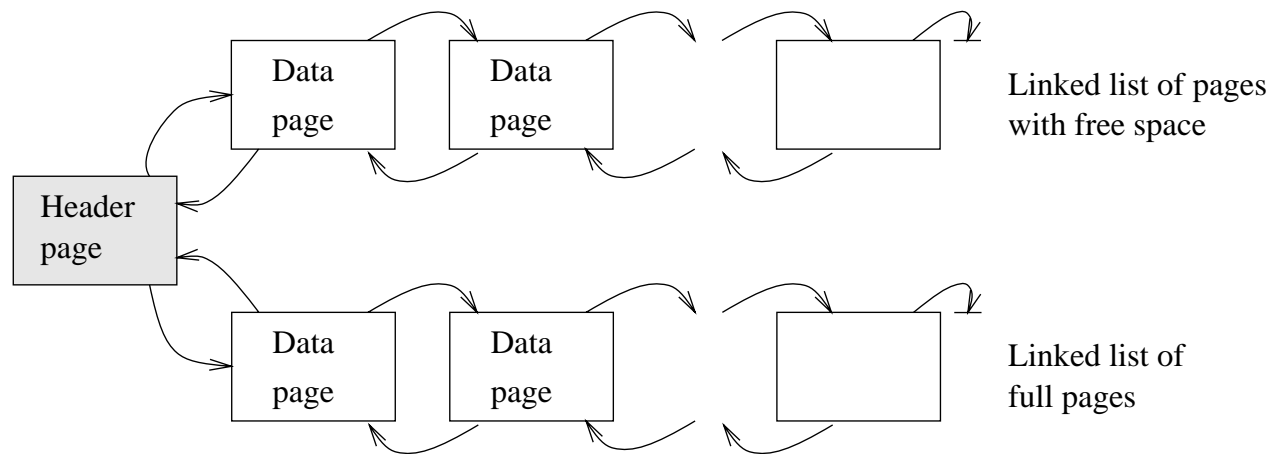 Data
page
Data
page
Linked list of pages
with free space
Header
page
Data
page
Data
page
Linked list of
full pages